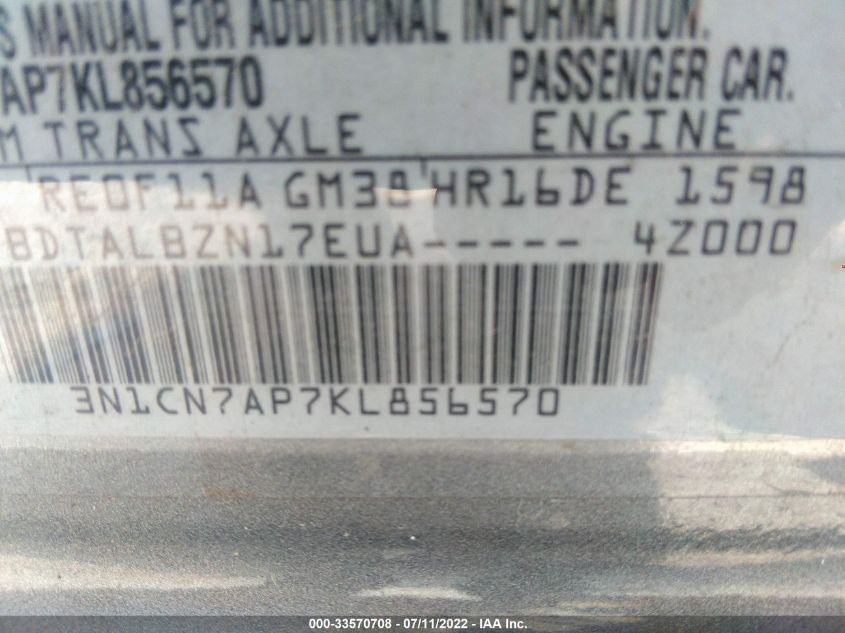 S MANUAL FOR ADDITIONAL INFORMATION.
AP7KL856570 PASSENGER CAR.
M TRANS AXLE ENGINE
RE0F11A GM38 HR16DE 1598
BDTALBZN17EUA----- 4Z000
3N1CN7AP7KL856570
000-33570708 - 07/11/2022 - IAA Inc.